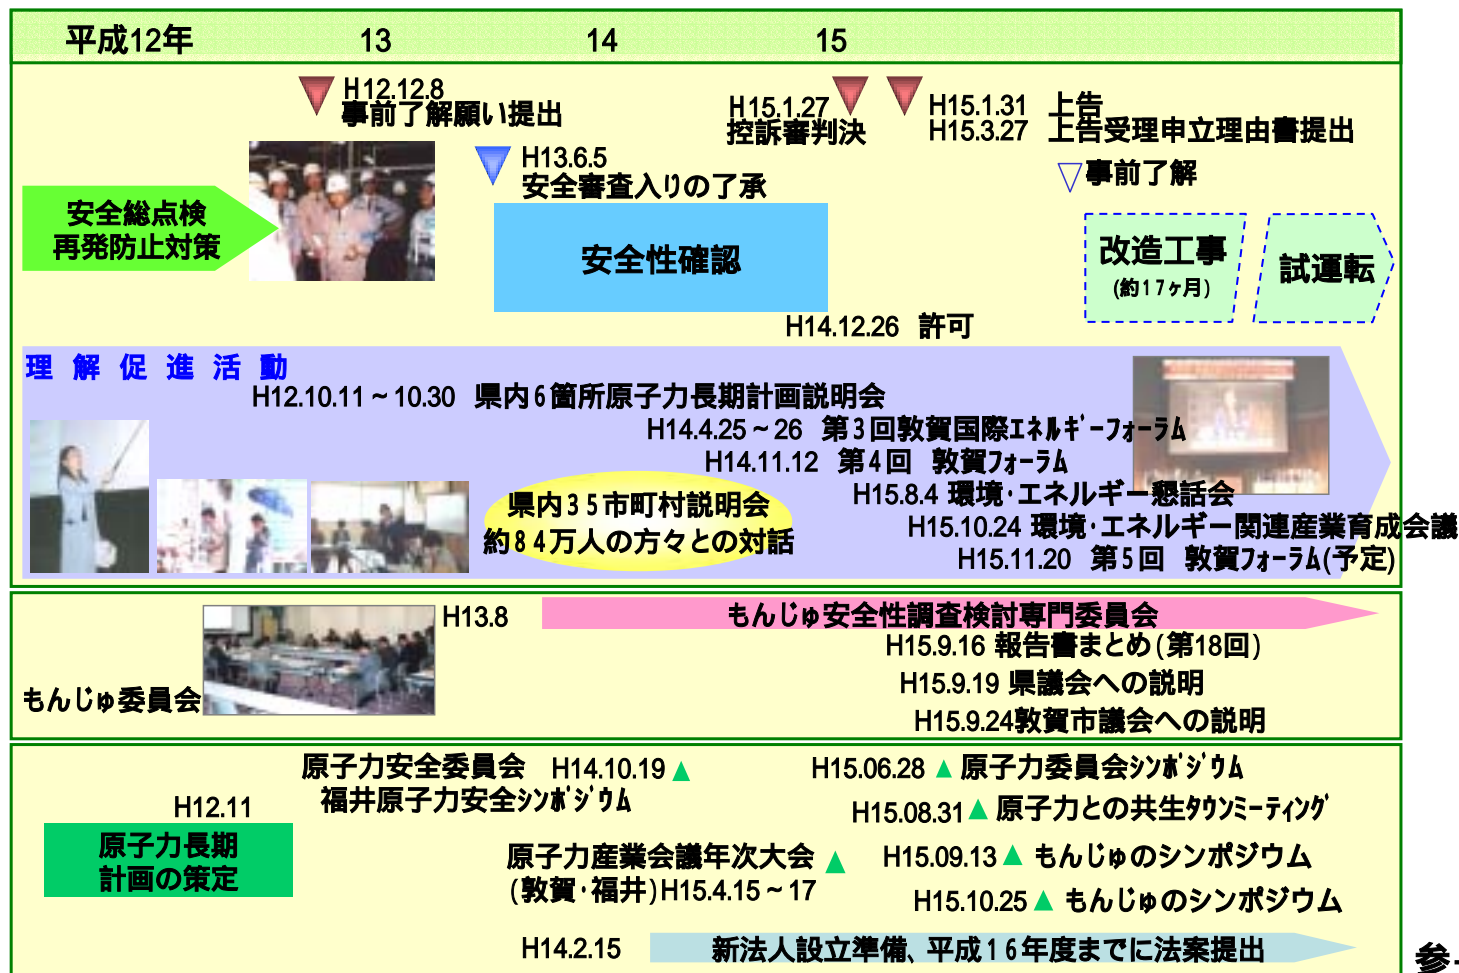 平成12年 13 14 15
H12.12.8
事前了解願い提出
H15.1.27
控訴審判決
H15.1.31 上告
H15.3.27 上告受理申立理由書提出
H13.6.5
安全審査入りの了承
事前了解
安全総点検
再発防止対策
安全性確認
改造工事
(約17ヶ月)
試運転
H14.12.26 許可
理解促進活動
H12.10.11~10.30 県内6箇所原子力長期計画説明会
H14.4.25~26 第3回敦賀国際ｴﾈﾙｷﾞｰﾌｫｰﾗﾑ
H14.11.12 第4回 敦賀ﾌｫｰﾗﾑ
県内35市町村説明会
約84万人の方々との対話
H15.8.4 環境･エネルギー懇話会
H15.10.24 環境･エネルギー関連産業育成会議
H15.11.20 第5回 敦賀ﾌｫｰﾗﾑ(予定)
H13.8 もんじゅ安全性調査検討専門委員会
H15.9.16 報告書まとめ(第18回)
H15.9.19 県議会への説明
H15.9.24敦賀市議会への説明
もんじゅ委員会
原子力安全委員会 H14.10.19▲
福井原子力安全ｼﾝﾎﾟｼﾞｳﾑ
H15.06.28 ▲ 原子力委員会ｼﾝﾎﾟｼﾞｳﾑ
H15.08.31 ▲ 原子力との共生ﾀｳﾝﾐｰﾃｨﾝｸﾞ
H12.11
原子力長期
計画の策定
原子力産業会議年次大会 ▲
(敦賀･福井)H15.4.15~17
H15.09.13 ▲ もんじゅのシンポジウム
H15.10.25 ▲ もんじゅのシンポジウム
H14.2.15 新法人設立準備、平成16年度までに法案提出
参